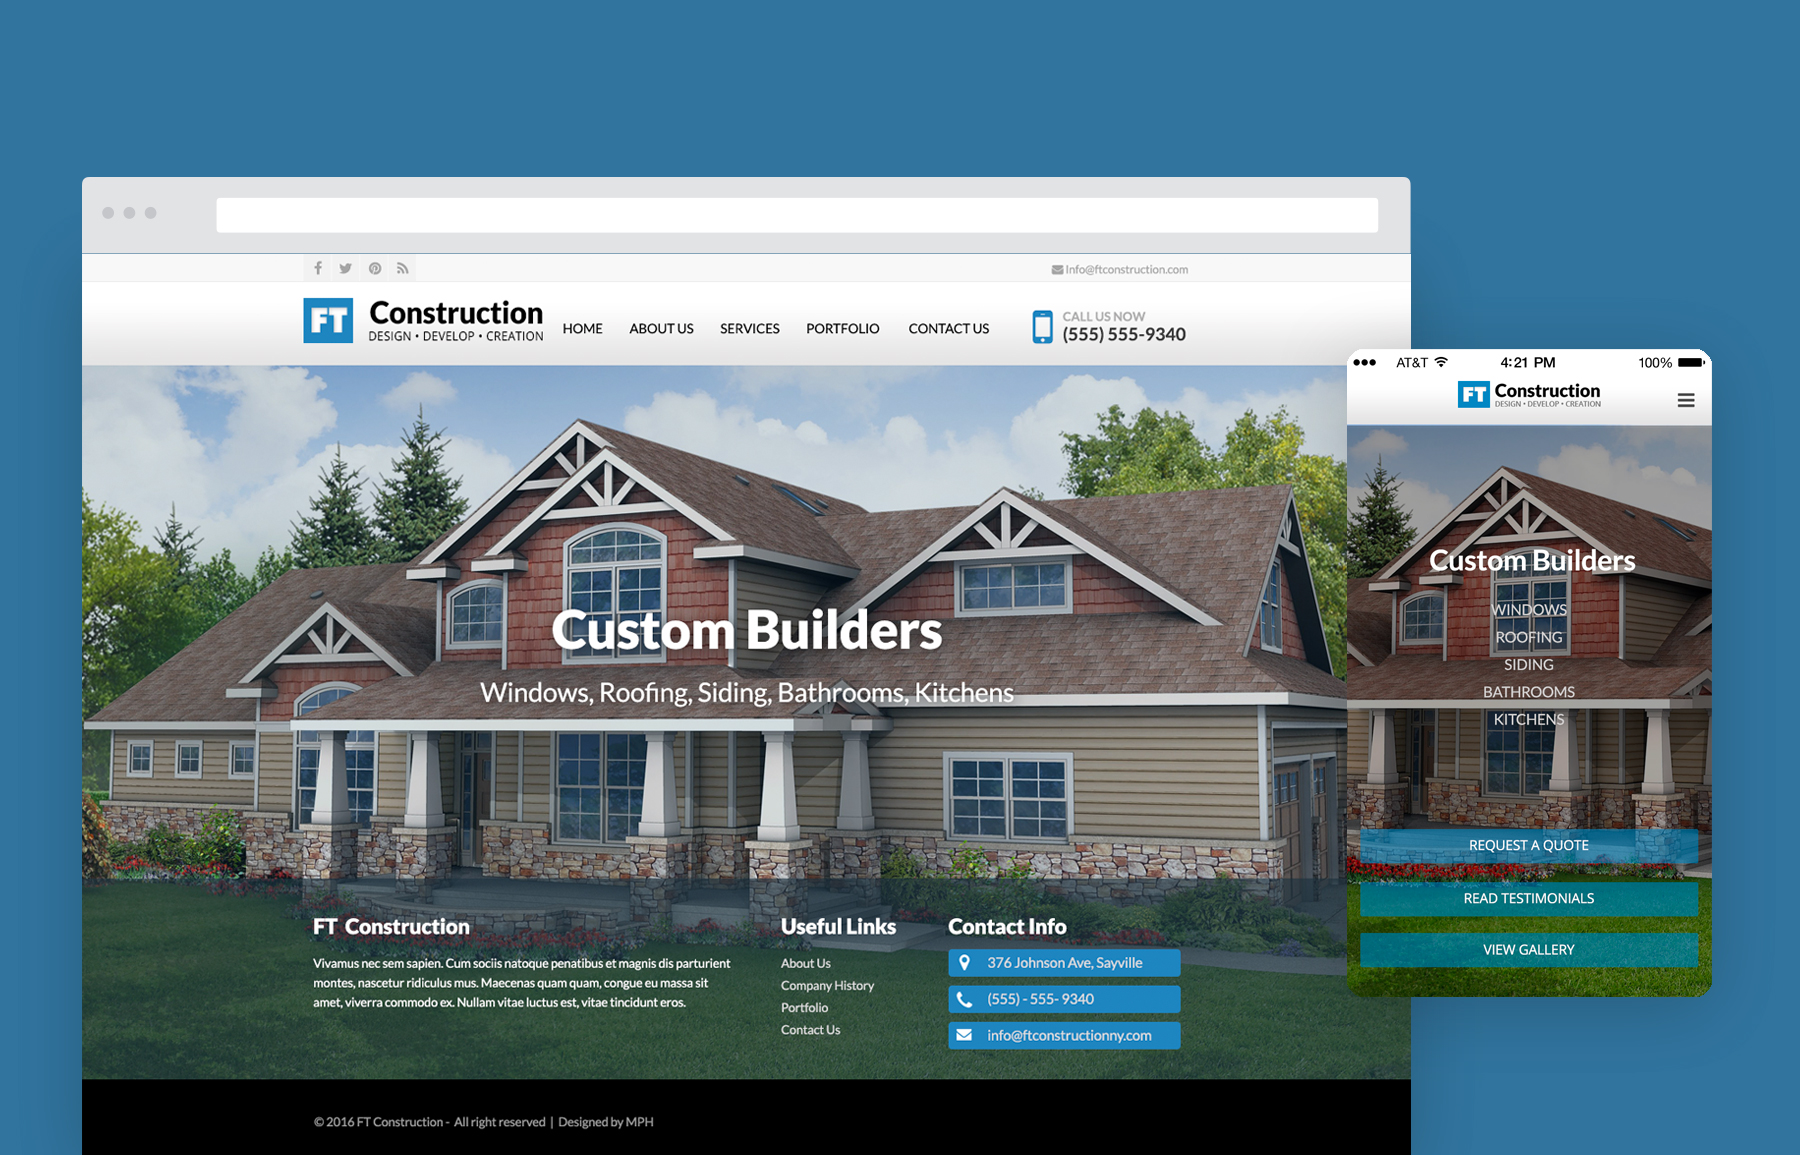 Info@ftconstruction.com
FT Construction
DESIGN • DEVELOP • CREATION
HOME ABOUT US SERVICES PORTFOLIO CONTACT US
CALL US NOW
(555) 555-9340
Custom Builders
Windows, Roofing, Siding, Bathrooms, Kitchens
FT Construction
Vivamus nec sem sapien. Cum sociis natoque penatibus et magnis dis parturient
montes, nascetur ridiculus mus. Maecenas quam quam, congue eu massa sit
amet, viverra commodo ex. Nullam vitae luctus est, vitae tincidunt eros.
Useful Links
About Us
Company History
Portfolio
Contact Us
Contact Info
376 Johnson Ave, Sayville
(555) - 555- 9340
info@ftconstructionny.com
© 2016 FT Construction - All right reserved | Designed by MPH
AT&T 4:21 PM 100%
FT Construction
DESIGN • DEVELOP • CREATION
Custom Builders
WINDOWS
ROOFING
SIDING
BATHROOMS
KITCHENS
REQUEST A QUOTE
READ TESTIMONIALS
VIEW GALLERY